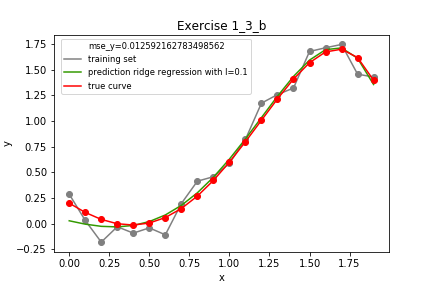 Exercise 1_3_b
mse_y=0.012592162783498562
training set
prediction ridge regression with l=0.1
true curve
1.75
1.50
1.25
1.00
0.75
0.50
0.25
0.00
−0.25
y
0.00 0.25 0.50 0.75 1.00 1.25 1.50 1.75
x